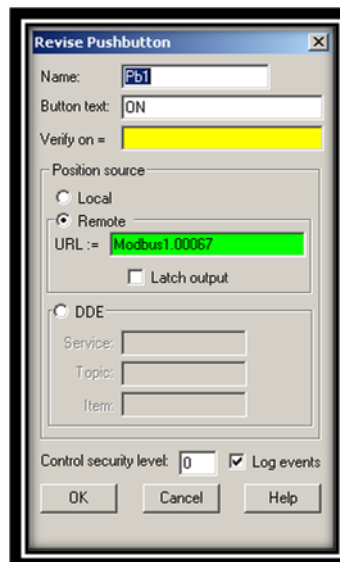 Revise Pushbutton
Name: Pb1
Button text: ON
Verify on =
Position source
Local
Remote
URL := Modbus1.00067
Latch output
DDE
Service:
Topic:
Item:
Control security level: 0 Log events
OK Cancel Help